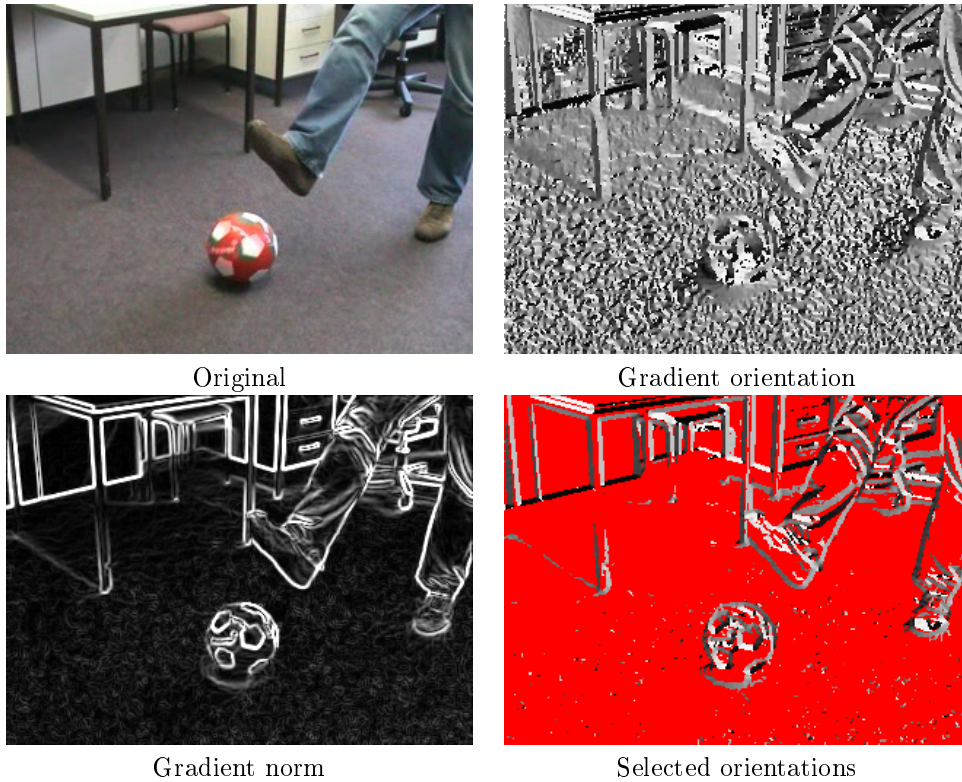 Original
Gradient orientation
Gradient norm
Selected orientations